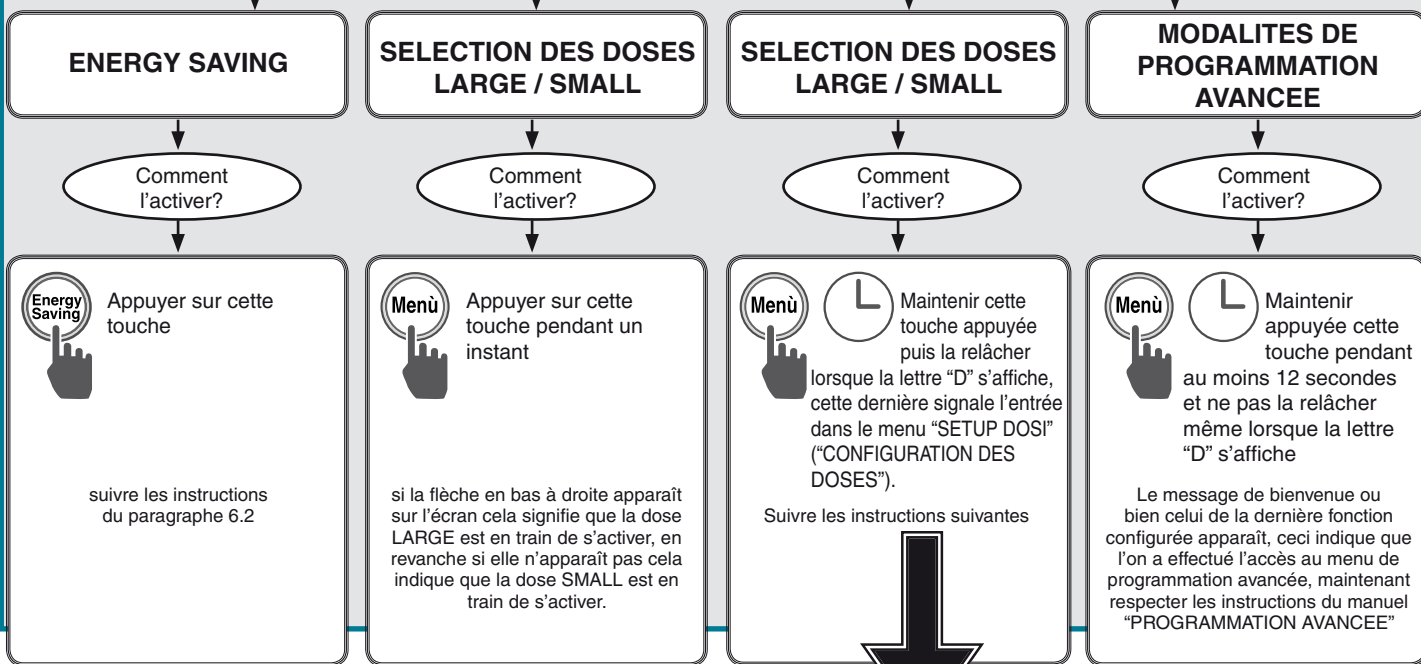 ENERGY SAVING
Comment
l'activer?
Energy
Saving
Appuyer sur cette
touche
suivre les instructions
du paragraphe 6.2
SELECTION DES DOSES
LARGE / SMALL
Comment
l'activer?
Menù
Appuyer sur cette
touche pendant un
instant
si la flèche en bas à droite apparaît
sur l'écran cela signifie que la dose
LARGE est en train de s'activer, en
revanche si elle n'apparaît pas cela
indique que la dose SMALL est en
train de s'activer.
SELECTION DES DOSES
LARGE / SMALL
Comment
l'activer?
Menù
Maintenir cette
touche appuyée
puis la relâcher
lorsque la lettre “D” s'affiche,
cette dernière signale l'entrée
dans le menu “SETUP DOSI”
(“CONFIGURATION DES
DOSES”).
Suivre les instructions suivantes
MODALITES DE
PROGRAMMATION
AVANCEE
Comment
l'activer?
Menù
Maintenir
appuyée cette
touche pendant
au moins 12 secondes
et ne pas la relâcher
même lorsque la lettre
“D” s'affiche
Le message de bienvenue ou
bien celui de la dernière fonction
configurée apparaît, ceci indique que
l'on a effectué l'accès au menu de
programmation avancée, maintenant
respecter les instructions du manuel
“PROGRAMMATION AVANCEE”